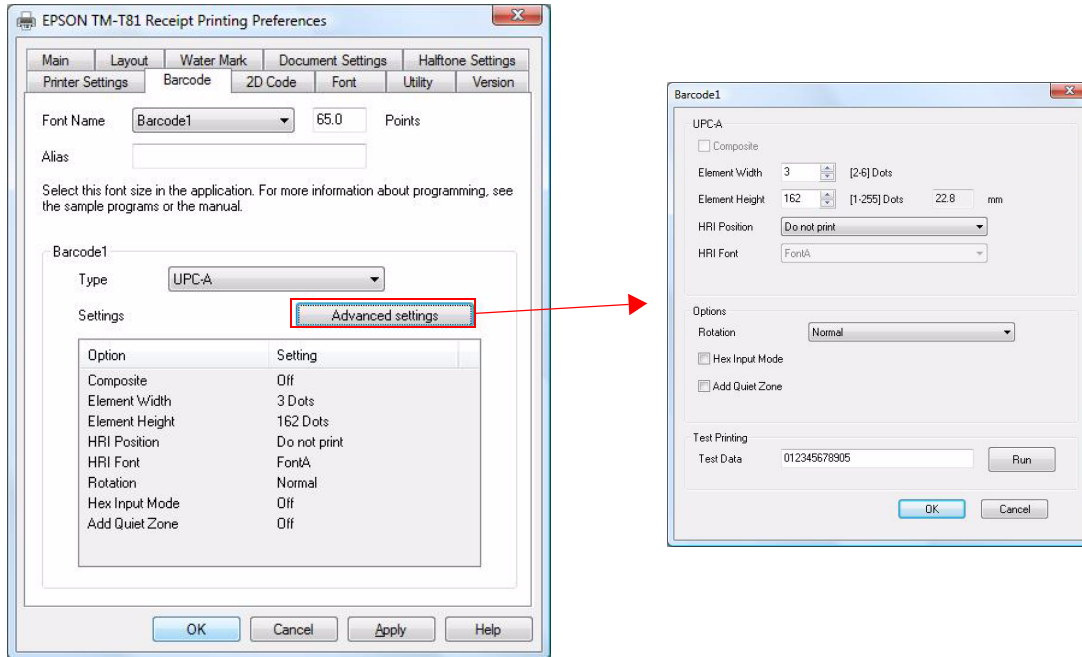 EPSON TM-T81 Receipt Printing Preferences
Main Layout Water Mark Document Settings Halftone Settings
Printer Settings Barcode 2D Code Font Utility Version
Font Name Barcode1 65.0 Points
Alias
Select this font size in the application. For more information about programming, see
the sample programs or the manual.
Barcode1
Type UPC-A
Settings Advanced settings
Option Setting
Composite Off
Element Width 3 Dots
Element Height 162 Dots
HRI Position Do not print
HRI Font FontA
Rotation Normal
Hex Input Mode Off
Add Quiet Zone Off
OK Cancel Apply Help
Barcode1
UPC-A
Composite
Element Width 3 [2-6] Dots
Element Height 162 [1-255] Dots 22.8 mm
HRI Position Do not print
HRI Font FontA
Options
Rotation Normal
Hex Input Mode
Add Quiet Zone
Test Printing
Test Data 012345678905 Run
OK Cancel